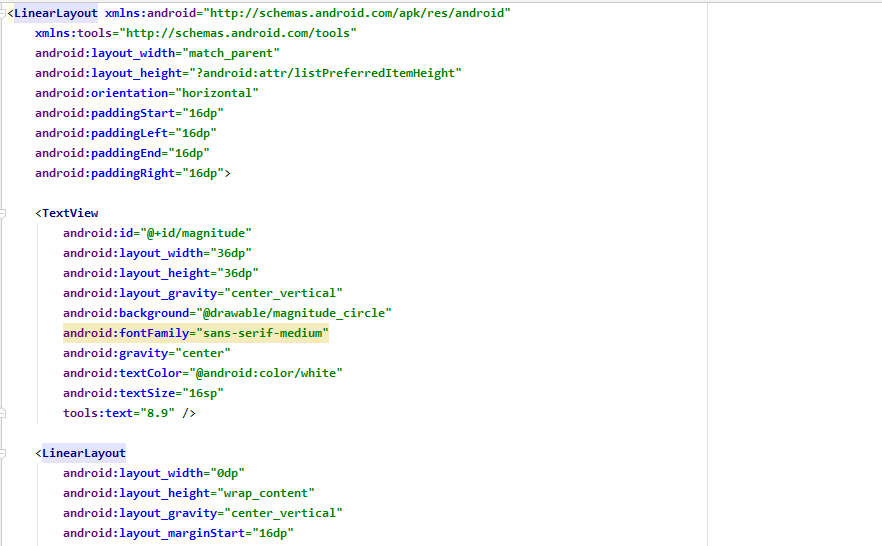 <LinearLayout xmlns:android="http://schemas.android.com/apk/res/android"
xmlns:tools="http://schemas.android.com/tools"
android:layout_width="match_parent"
android:layout_height="?android:attr/listPreferredItemHeight"
android:orientation="horizontal"
android:paddingStart="16dp"
android:paddingLeft="16dp"
android:paddingEnd="16dp"
android:paddingRight="16dp">
<TextView
android:id="@+id/magnitude"
android:layout_width="36dp"
android:layout_height="36dp"
android:layout_gravity="center_vertical"
android:background="@drawable/magnitude_circle"
android:fontFamily="sans-serif-medium"
android:gravity="center"
android:textColor="@android:color/white"
android:textSize="16sp"
tools:text="8.9" />
<LinearLayout
android:layout_width="0dp"
android:layout_height="wrap_content"
android:layout_gravity="center_vertical"
android:layout_marginStart="16dp"